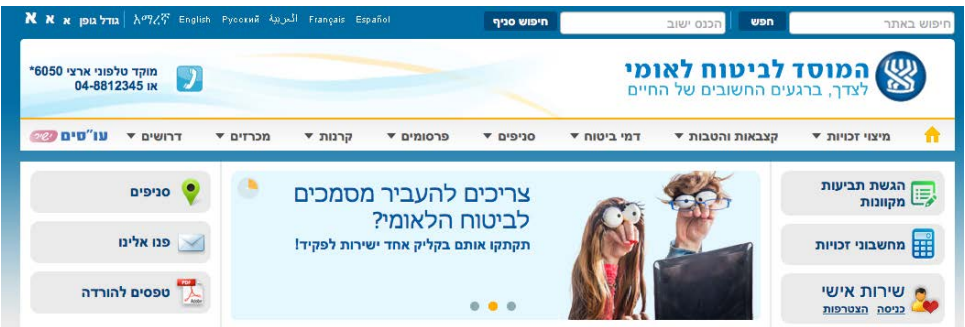 חיפוש באתר
חפש
הכנס ישוב
חיפוש סניף
Español
Français
العربية
Русский
English
አማርኛ
גודל גופן א א א
המוסד לביטוח לאומי
לצדך, ברגעים החשובים של החיים
מוקד טלפוני ארצי 6050*
או 04-8812345
מיצוי זכויות
קצבאות והטבות
דמי ביטוח
סניפים
פרסומים
קרנות
מכרזים
דרושים
עו"סים ישיר
הגשת תביעות
מקוונות
מחשבוני זכויות
שירות אישי
כניסה הצטרפות
צריכים להעביר מסמכים
לביטוח הלאומי?
תקתקו אותם בקליק אחד ישירות לפקיד!
סניפים
פנו אלינו
PDF
טפסים להורדה